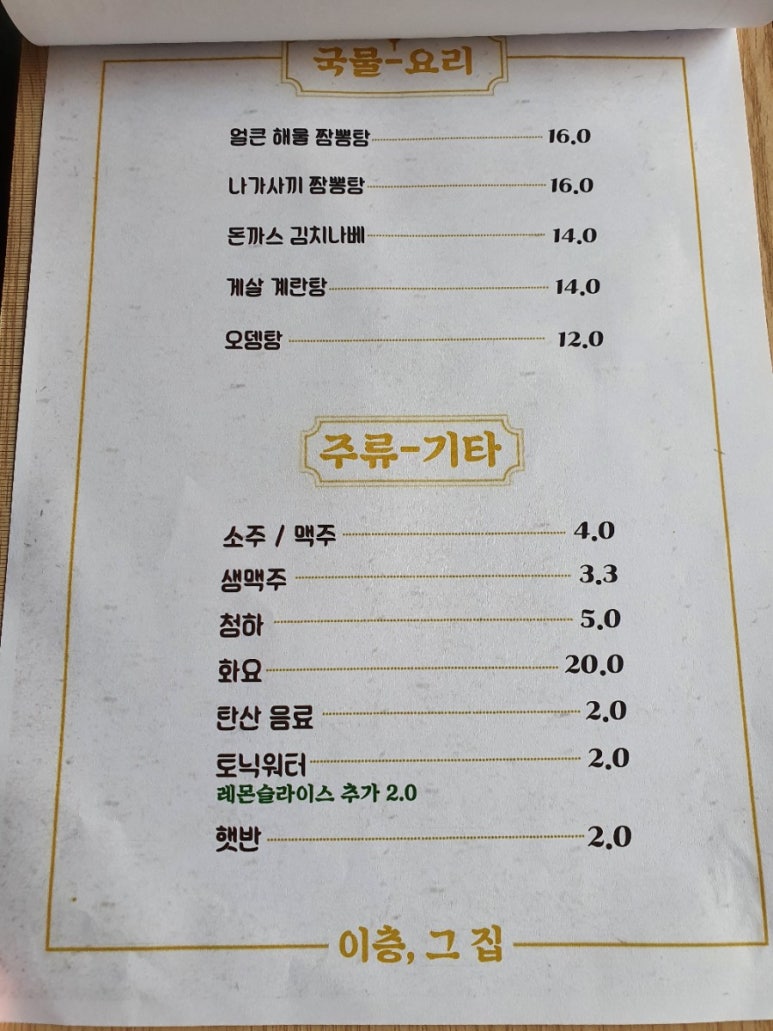 국물-요리
얼큰 해물 짬뽕탕 16.0
나가사끼 짬뽕탕 16.0
돈까스 김치나베 14.0
게살 계란탕 14.0
오뎅탕 12.0
주류-기타
소주 / 맥주 4.0
생맥주 3.3
청하 5.0
화요 20.0
탄산 음료 2.0
토닉워터 2.0
레몬슬라이스 추가 2.0
햇반 2.0
이층, 그 집